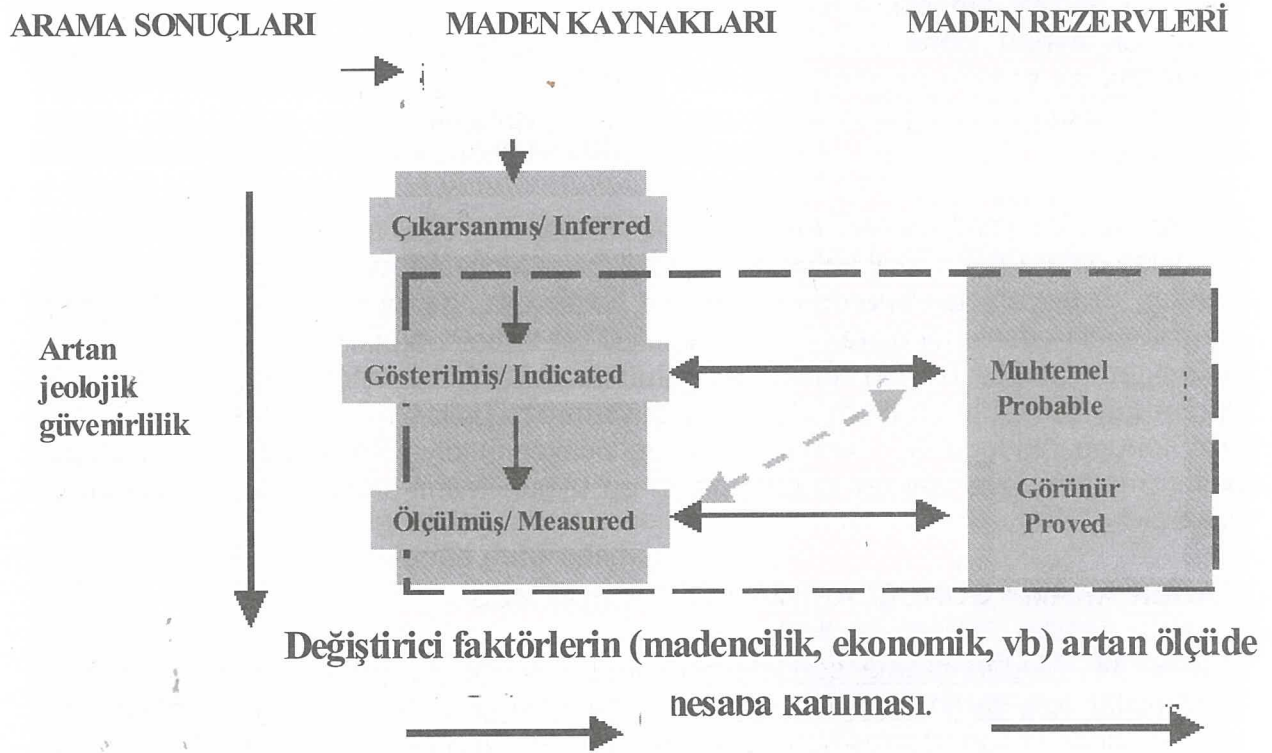 ARAMA SONUÇLARI
MADEN KAYNAKLARI
MADEN REZERVLERİ
Çıkarsanmış/ Inferred
Artan
jeolojik
güvenirlilik
Gösterilmiş/ Indicated
Muhtemel
Probable
Ölçülmüş/ Measured
Görünür
Proved
Değiştirici faktörlerin (madencilik, ekonomik, vb) artan ölçüde
hesaba katılması.